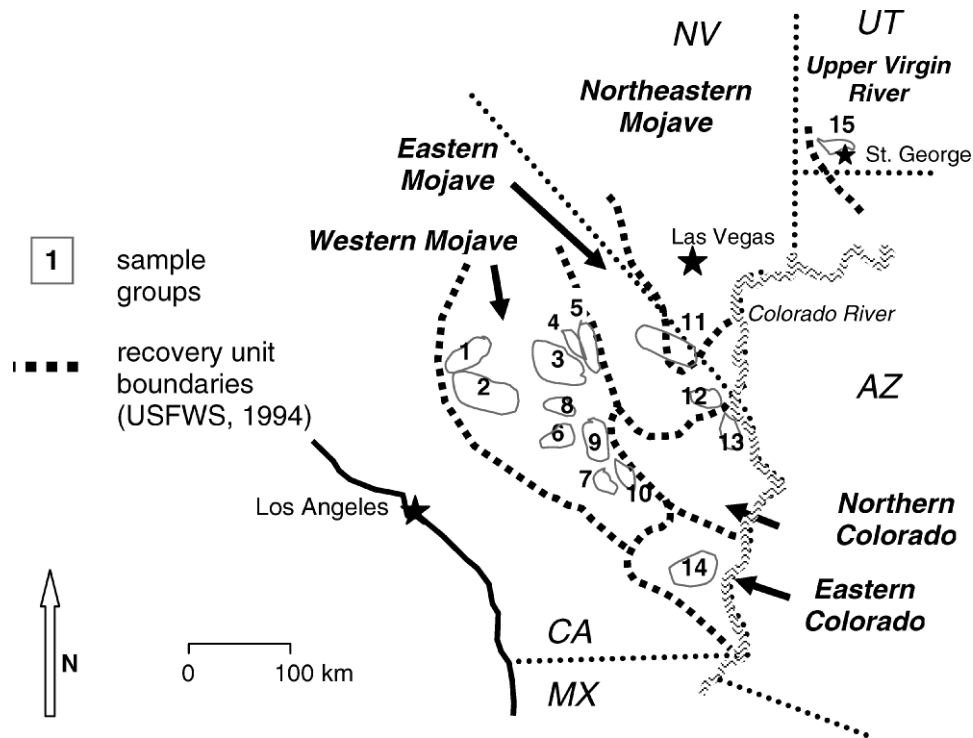 NV
UT
Northeastern
Mojave
Upper Virgin
River
15
St. George
Eastern
Mojave
Western Mojave
Las Vegas
1
sample
groups
recovery unit
boundaries
(USFWS, 1994)
Colorado River
AZ
5
4
11
1
3
2
12
8
6
9
13
7
10
Los Angeles
Northern
Colorado
14
Eastern
Colorado
N
0
100 km
CA
MX